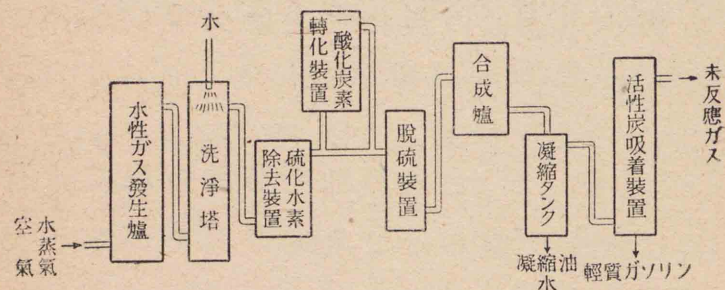 水
空氣
水蒸氣
水性ガス發生爐
洗淨塔
硫化水素
除去裝置
一酸化炭素
轉化裝置
脫硫裝置
合成爐
凝縮タンク
凝縮油
水
活性炭吸着裝置
輕質ガソリン
未反應ガス